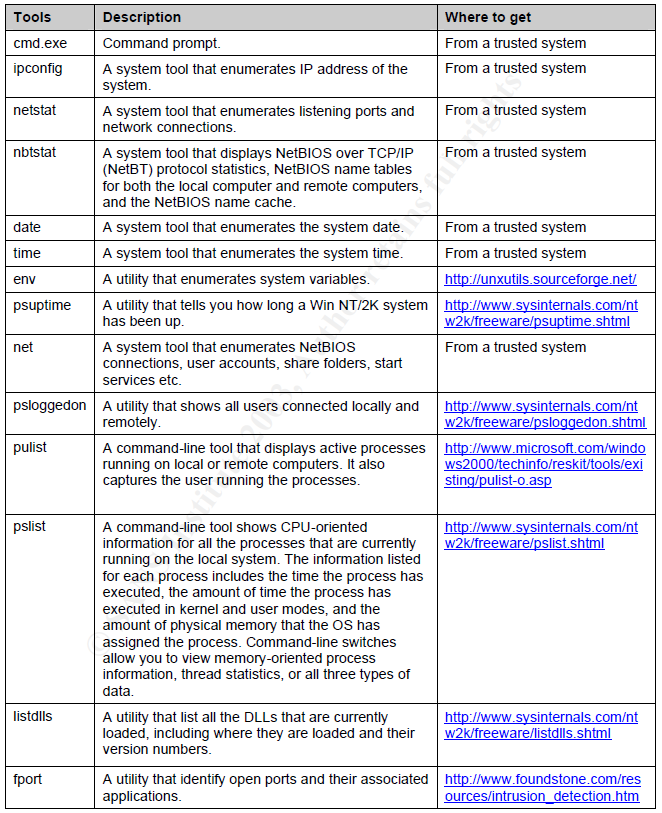 Tools Description Where to get
cmd.exe Command prompt. From a trusted system
ipconfig A system tool that enumerates IP address of the From a trusted system
system.
netstat A system tool that enumerates listening ports and From a trusted system
network connections.
nbtstat A system tool that displays NetBIOS over TCP/IP From a trusted system
(NetBT) protocol statistics, NetBIOS name tables
for both the local computer and remote computers,
and the NetBIOS name cache.
date A system tool that enumerates the system date. From a trusted system
time A system tool that enumerates the system time. From a trusted system
env A utility that enumerates system variables. http://unxutils.sourceforge.net/
psuptime A utility that tells you how long a Win NT/2K system http://www.sysinternals.com/nt
has been up. w2k/freeware/psuptime.shtml
net A system tool that enumerates NetBIOS From a trusted system
connections, user accounts, share folders, start
services etc.
psloggedon A utility that shows all users connected locally and http://www.sysinternals.com/nt
remotely. w2k/freeware/psloggedon.shtml
pulist A command-line tool that displays active processes http://www.microsoft.com/windo
running on local or remote computers. It also ws2000/techinfo/reskit/tools/exi
captures the user running the processes. sting/pulist-o.asp
pslist A command-line tool shows CPU-oriented http://www.sysinternals.com/nt
information for all the processes that are currently w2k/freeware/pslist.shtml
running on the local system. The information listed
for each process includes the time the process has
executed, the amount of time the process has
executed in kernel and user modes, and the
amount of physical memory that the OS has
assigned the process. Command-line switches
allow you to view memory-oriented process
information, thread statistics, or all three types of
data.
listdlls A utility that list all the DLLs that are currently http://www.sysinternals.com/nt
loaded, including where they are loaded and their w2k/freeware/listdlls.shtml
version numbers.
fport A utility that identify open ports and their associated http://www.foundstone.com/res
applications. ources/intrusion_detection.htm